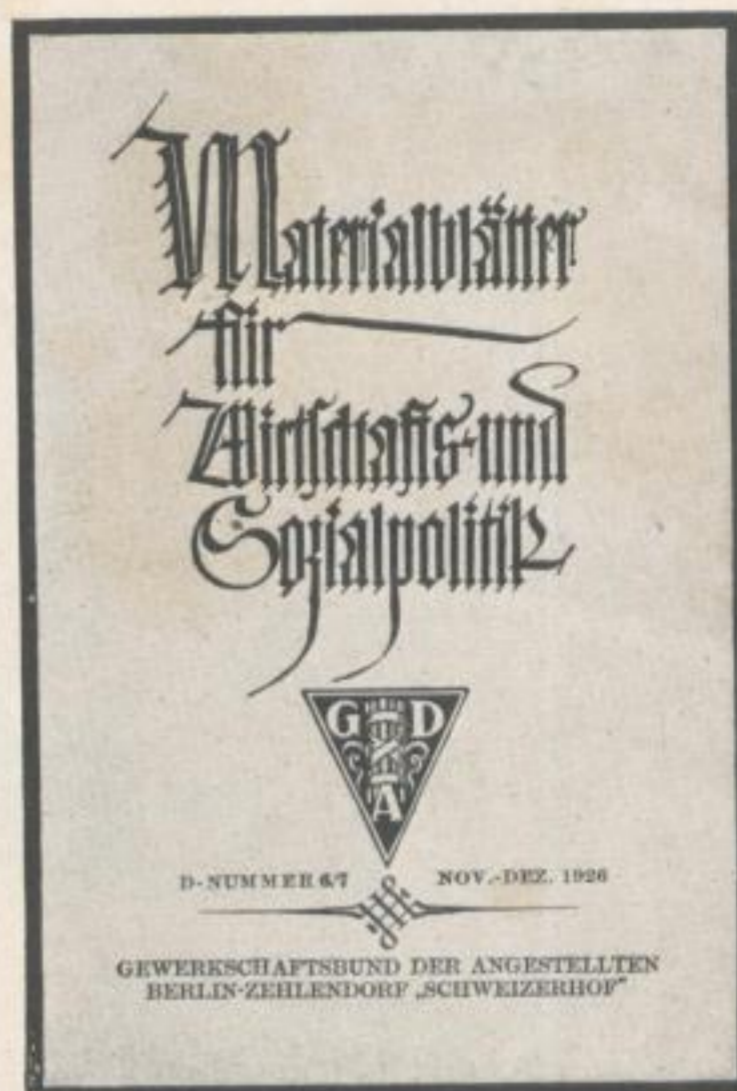 Materialblätter
für
Wirtschafts- und
Sozialpolitik
G D
A
D-NUMMER 6/7 NOV.-DEZ. 1926
GEWERKSCHAFTSBUND DER ANGESTELLTEN
BERLIN-ZEHLENDORF „SCHWEIZERHOF”